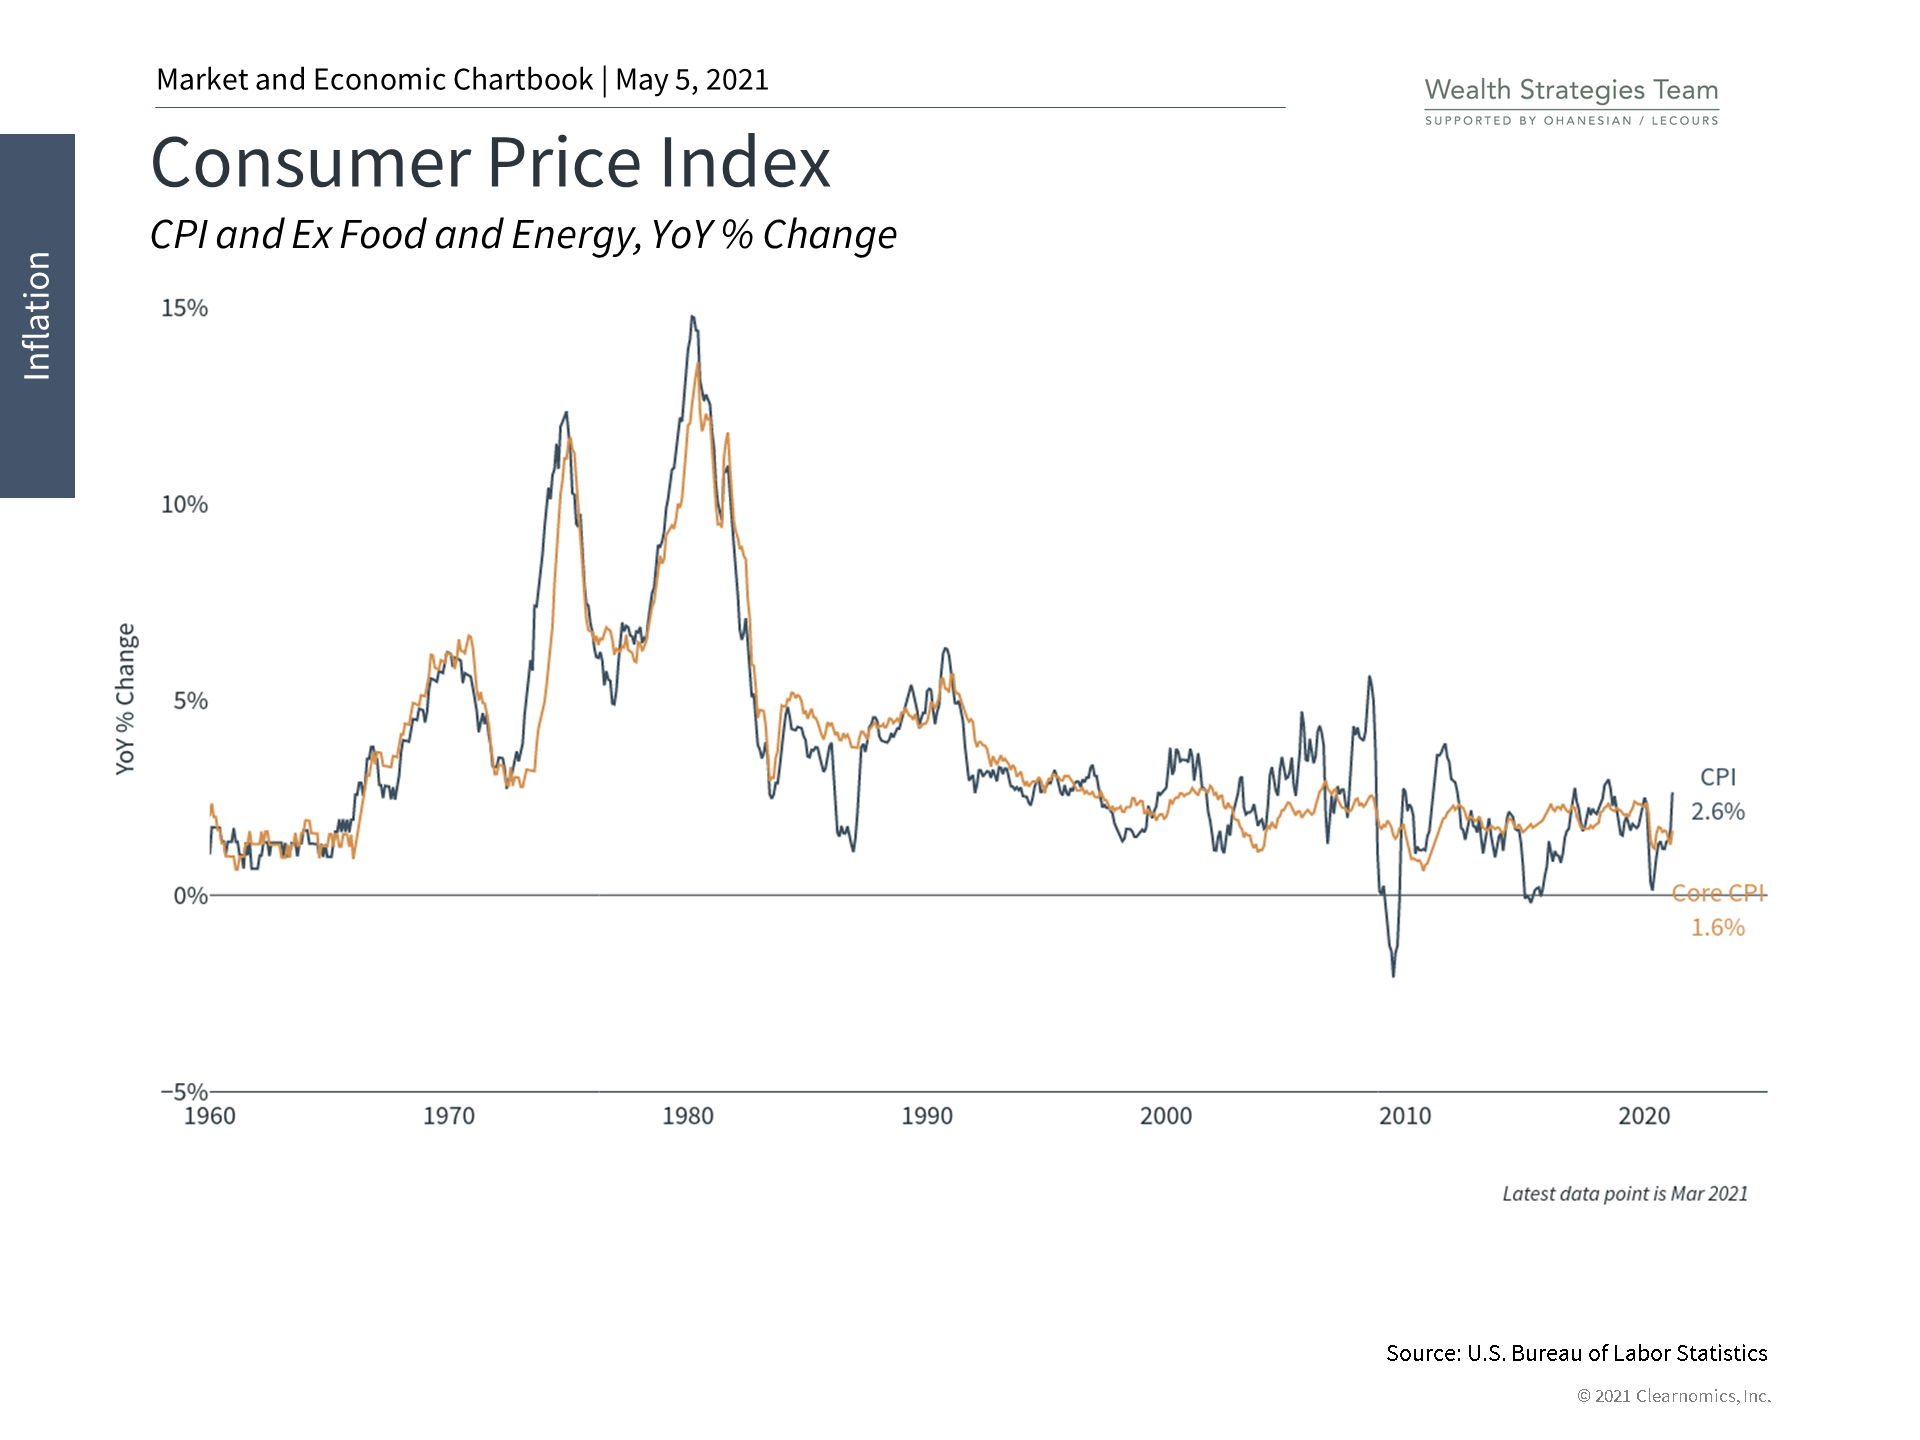 Market and Economic Chartbook | May 5, 2021
Wealth Strategies Team
SUPPORTED BY OHANESIAN / LECOURS
Consumer Price Index
CPI and Ex Food and Energy, YoY % Change
Inflation
15%
10%
5%
0%
−5%
YoY % Change
CPI
2.6%
Core CPI
1.6%
1960
1970
1980
1990
2000
2010
2020
Latest data point is Mar 2021
Source: U.S. Bureau of Labor Statistics
© 2021 Clearnomics, Inc.